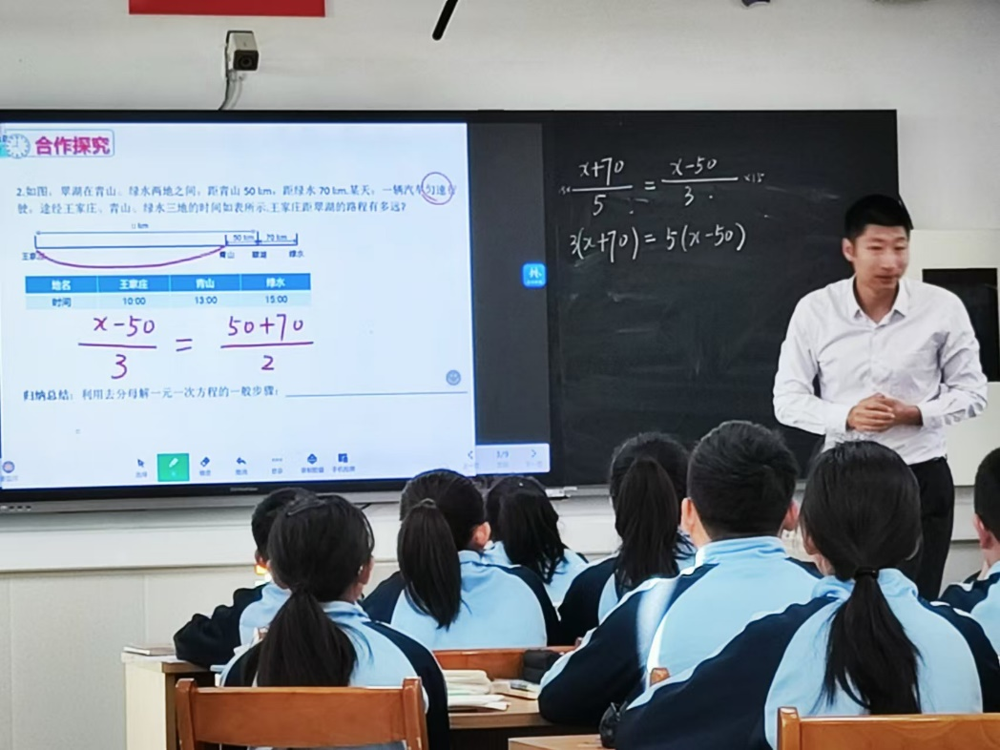 合作探究
2.如图，翠湖在青山、绿水两地之间，距青山 50 km，距绿水 70 km.某天，一辆汽车匀速行
驶，途经王家庄、青山、绿水三地的时间如表所示.王家庄距翠湖的路程有多远？
km
50 km 70 km
王家庄 青山 翠湖 绿水
地名 王家庄 青山 绿水
时间 10:00 13:00 15:00
x-50 = 50+70
3 2
归纳总结：利用去分母解一元一次方程的一般步骤：
x+70 = x-50
5 3
×15
3(x+70) = 5(x-50)